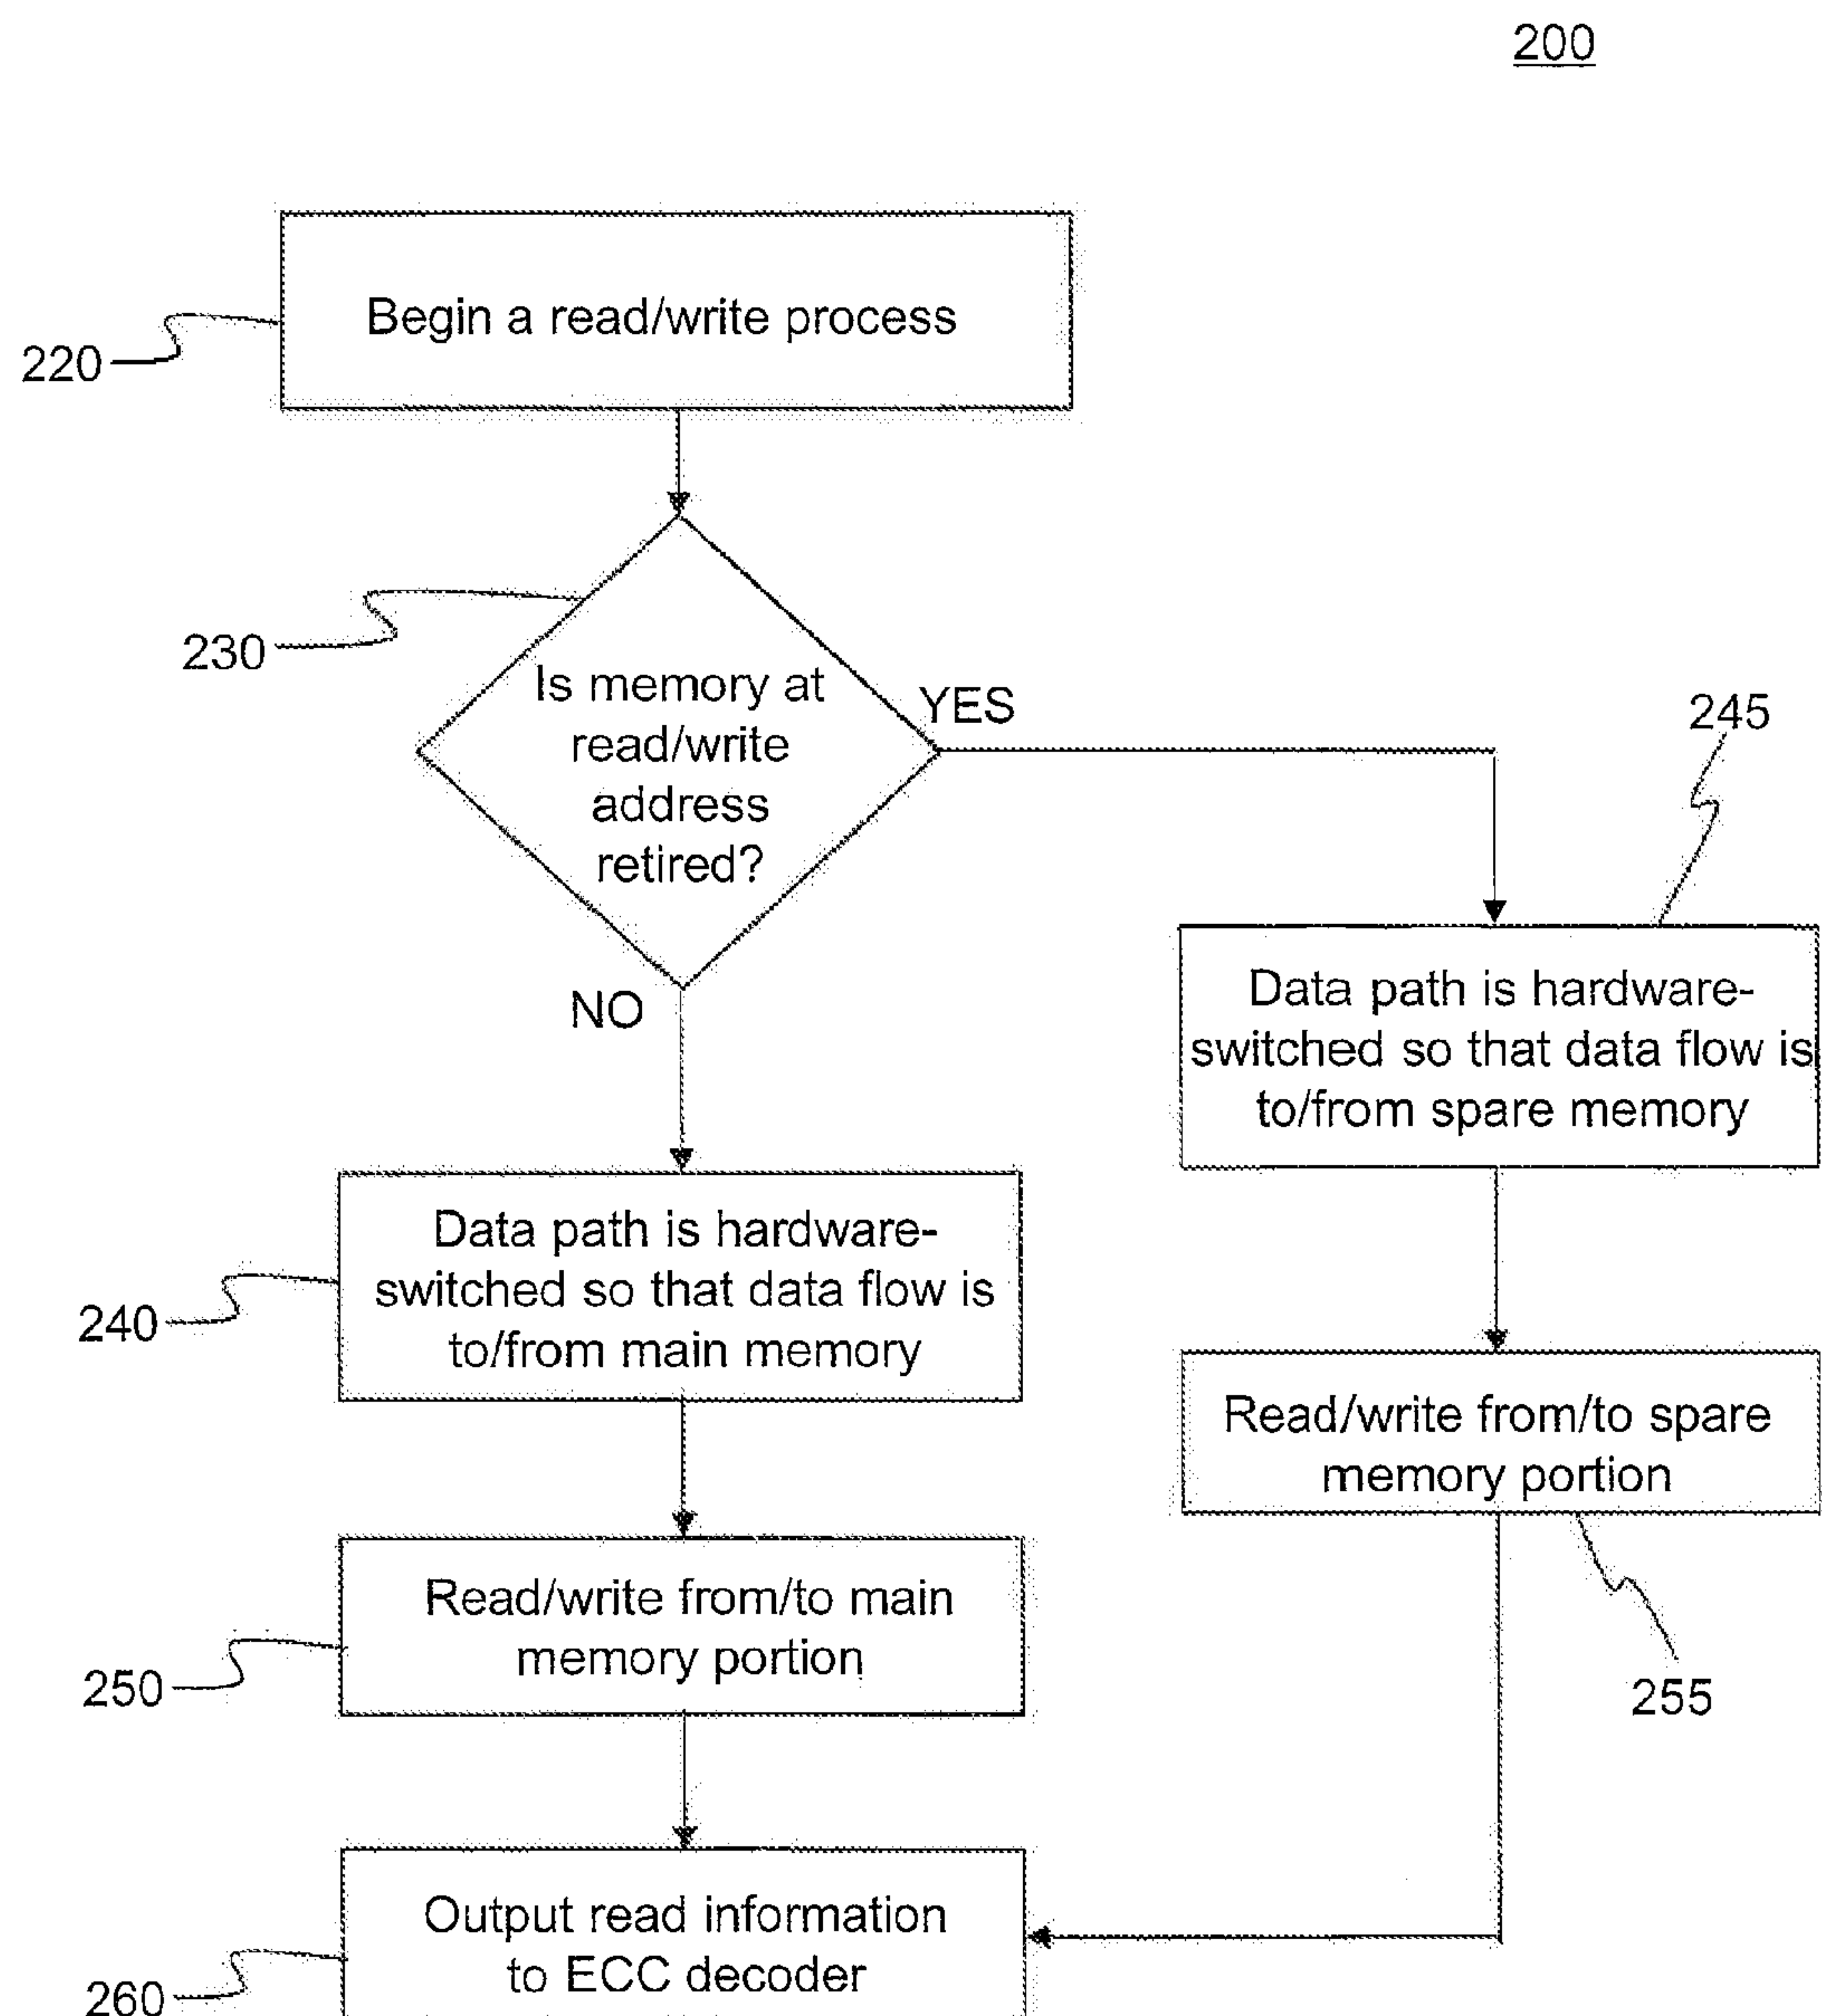 200
Begin a read/write process
220
230
Is memory at
read/write
address
retired?
YES
245
NO
Data path is hardware-
switched so that data flow is
to/from spare memory
Data path is hardware-
switched so that data flow is
to/from main memory
240
Read/write from/to spare
memory portion
Read/write from/to main
memory portion
250
255
Output read information
to ECC decoder
260